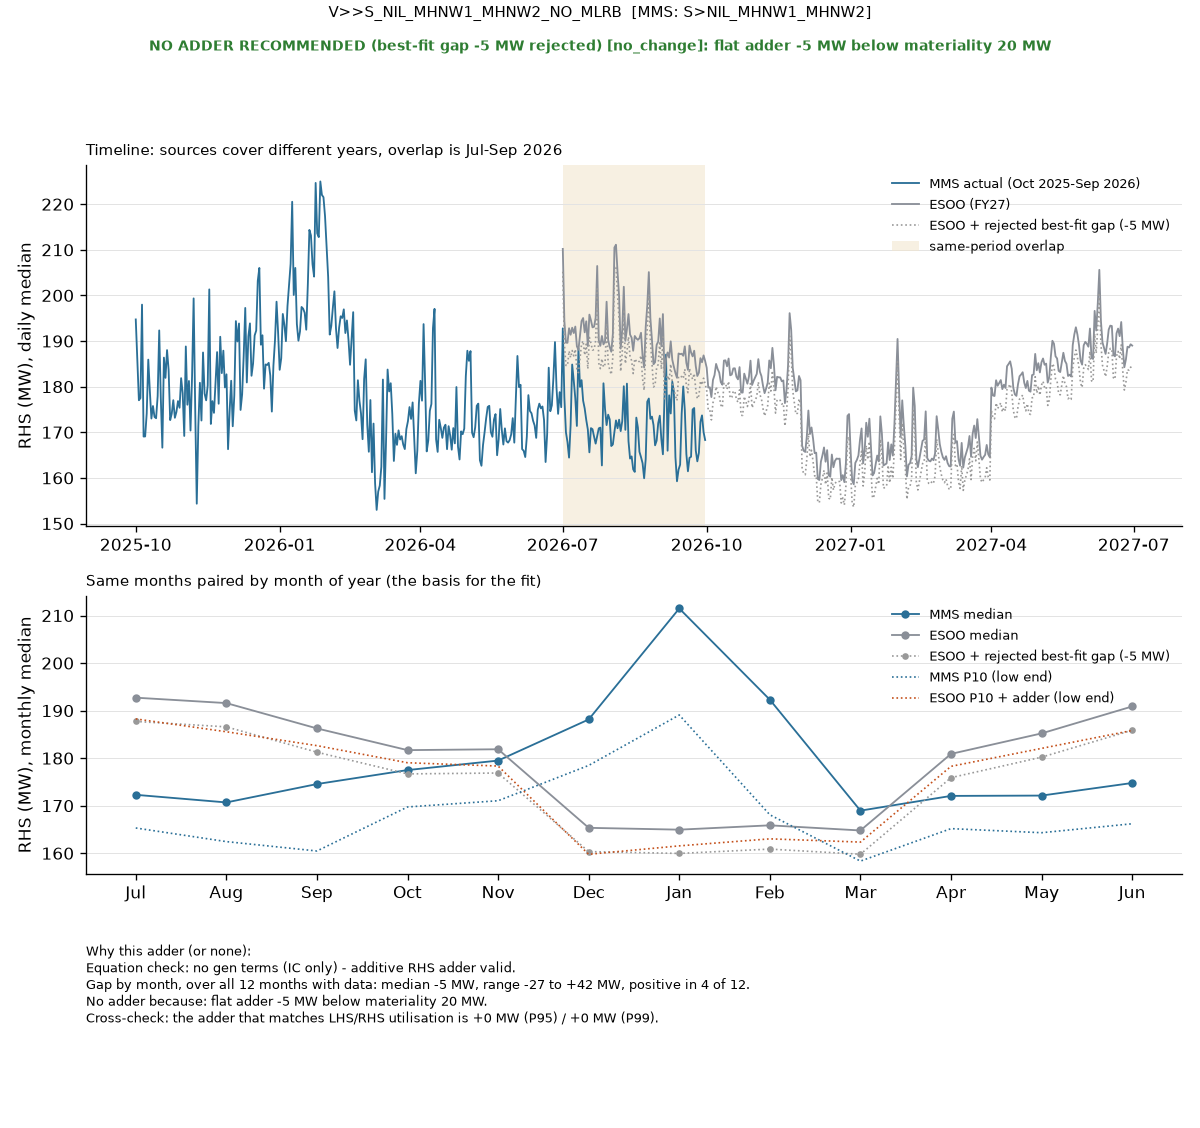 V>>S_NIL_MHNW1_MHNW2_NO_MLRB  [MMS: S>NIL_MHNW1_MHNW2]
NO ADDER RECOMMENDED (best-fit gap -5 MW rejected) [no_change]: flat adder -5 MW below materiality 20 MW
Timeline: sources cover different years, overlap is Jul-Sep 2026
RHS (MW), daily median
220
210
200
190
180
170
160
150
MMS actual (Oct 2025-Sep 2026)
ESOO (FY27)
ESOO + rejected best-fit gap (-5 MW)
same-period overlap
2025-10
2026-01
2026-04
2026-07
2026-10
2027-01
2027-04
2027-07
Same months paired by month of year (the basis for the fit)
RHS (MW), monthly median
210
200
190
180
170
160
MMS median
ESOO median
ESOO + rejected best-fit gap (-5 MW)
MMS P10 (low end)
ESOO P10 + adder (low end)
Jul
Aug
Sep
Oct
Nov
Dec
Jan
Feb
Mar
Apr
May
Jun
Why this adder (or none):
Equation check: no gen terms (IC only) - additive RHS adder valid.
Gap by month, over all 12 months with data: median -5 MW, range -27 to +42 MW, positive in 4 of 12.
No adder because: flat adder -5 MW below materiality 20 MW.
Cross-check: the adder that matches LHS/RHS utilisation is +0 MW (P95) / +0 MW (P99).